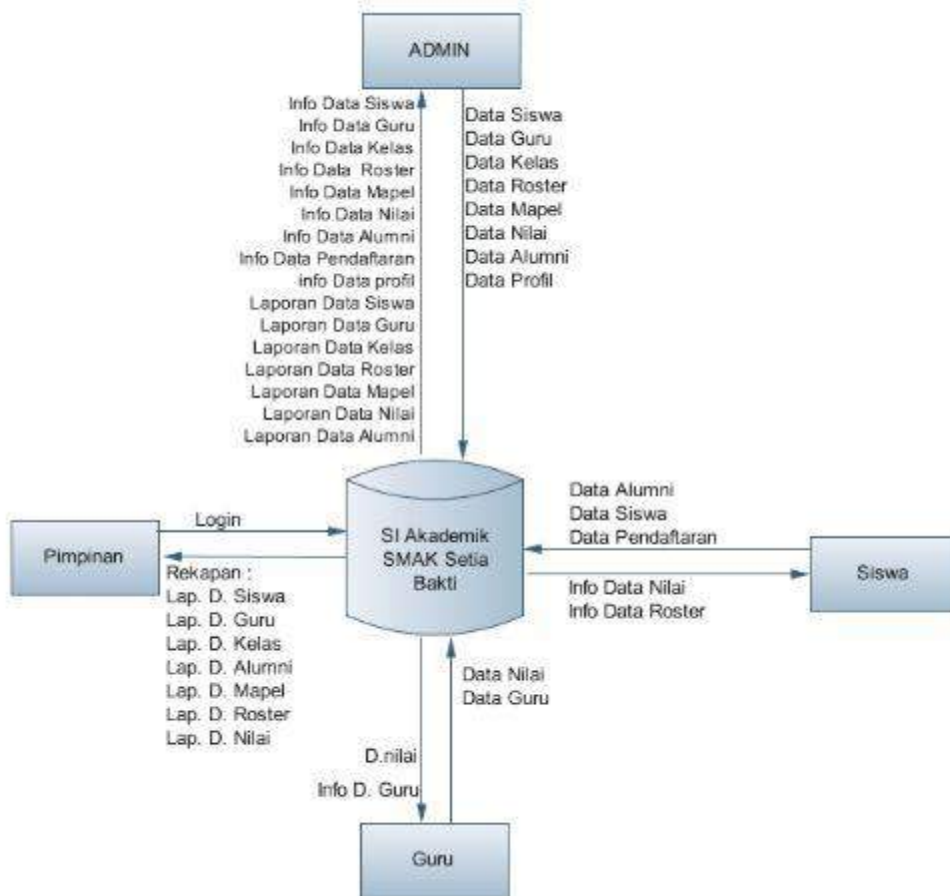 ADMIN
Info Data Siswa
Info Data Guru
Info Data Kelas
Info Data Roster
Info Data Mapel
Info Data Nilai
Info Data Alumni
Info Data Pendaftaran
info Data profil
Laporan Data Siswa
Laporan Data Guru
Laporan Data Kelas
Laporan Data Roster
Laporan Data Mapel
Laporan Data Nilai
Laporan Data Alumni
Data Siswa
Data Guru
Data Kelas
Data Roster
Data Mapel
Data Nilai
Data Alumni
Data Profil
Pimpinan
Login
Rekapan :
Lap. D. Siswa
Lap. D. Guru
Lap. D. Kelas
Lap. D. Alumni
Lap. D. Mapel
Lap. D. Roster
Lap. D. Nilai
SI Akademik
SMAK Setia
Bakti
Data Alumni
Data Siswa
Data Pendaftaran
Info Data Nilai
Info Data Roster
Siswa
D.nilai
Info D. Guru
Data Nilai
Data Guru
Guru